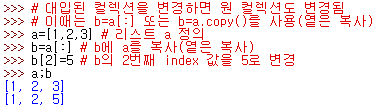 >>> # 대입된 컬렉션을 변경하면 원 컬렉션도 변경됨
>>> # 이때는 b=a[:] 또는 b=a.copy()를 사용(옅은 복사)
>>> a=[1,2,3] # 리스트 a 정의
>>> b=a[:] # b에 a를 복사(옅은 복사)
>>> b[2]=5 # b의 2번째 index 값을 5로 변경
>>> a;b
[1, 2, 3]
[1, 2, 5]